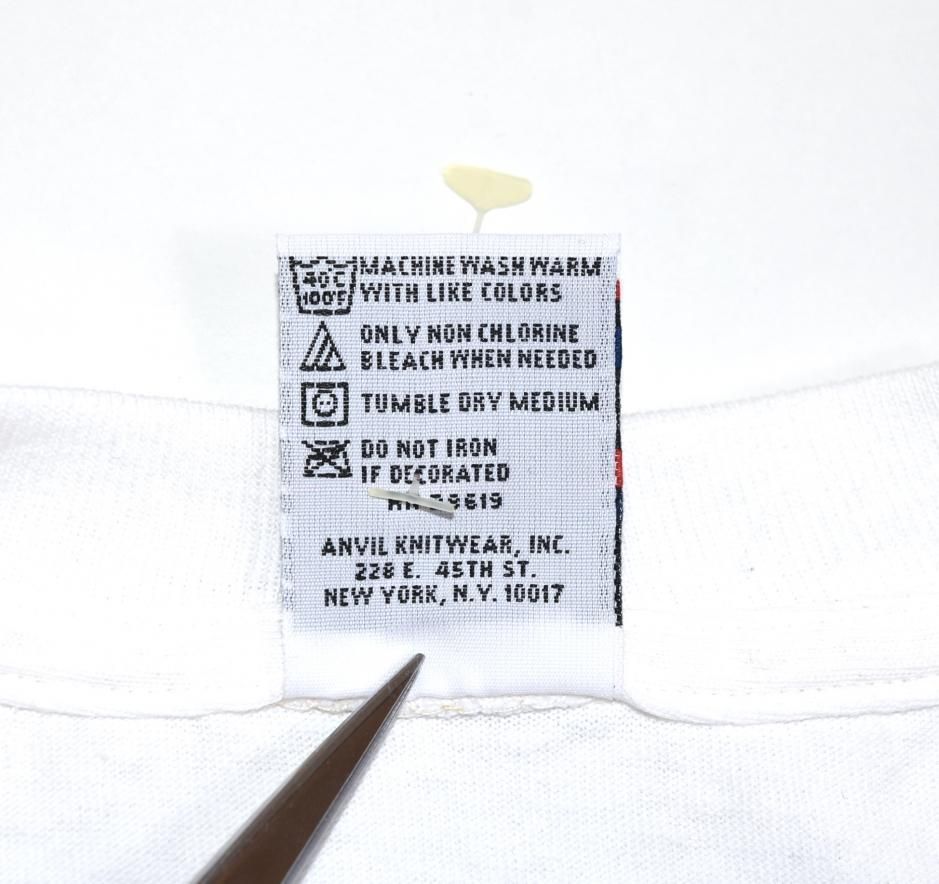 40C
100°F
MACHINE WASH WARM
WITH LIKE COLORS
ONLY NON CHLORINE
BLEACH WHEN NEEDED
TUMBLE DRY MEDIUM
DO NOT IRON
IF DECORATED
ANVIL KNITWEAR, INC.
228 E. 45TH ST.
NEW YORK, N.Y. 10017